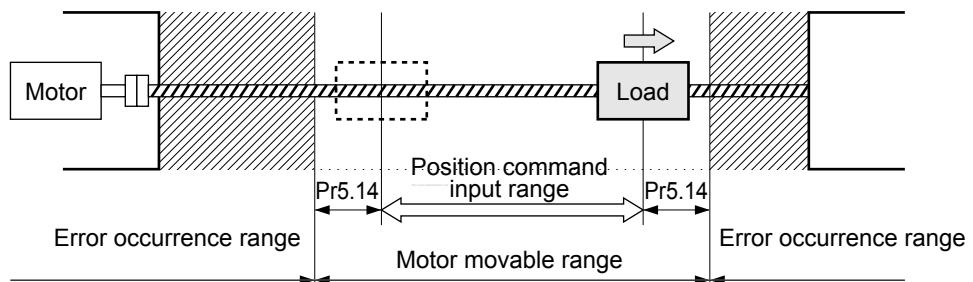 Motor
Load
Position command
input range
Pr5.14
Pr5.14
Error occurrence range
Motor movable range
Error occurrence range